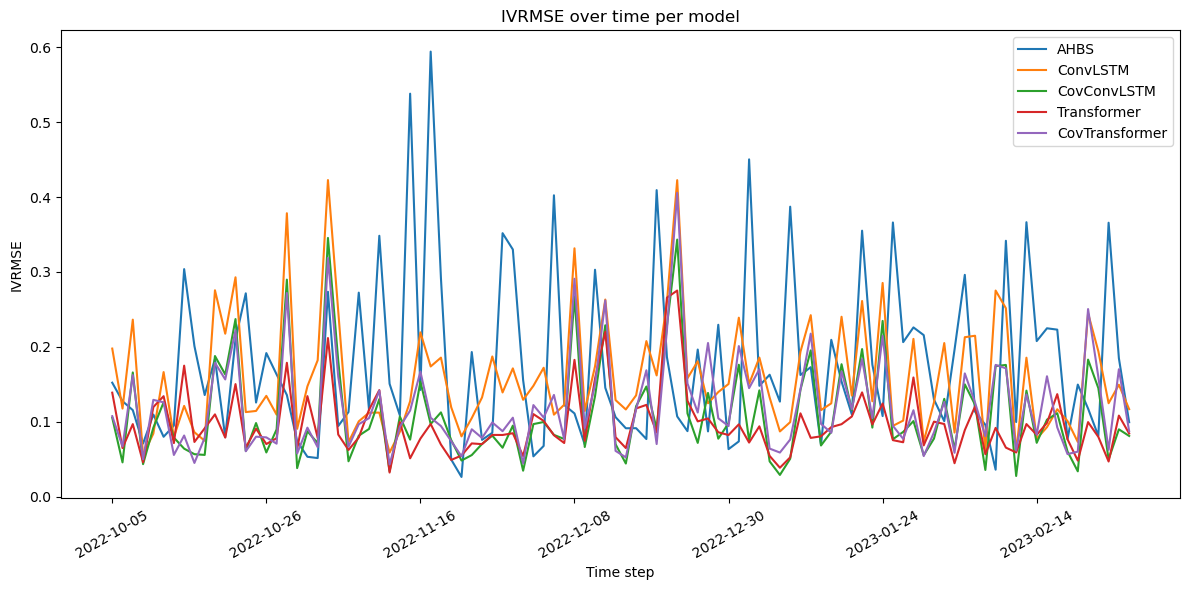 IVRMSE over time per model
AHBS
ConvLSTM
CovConvLSTM
Transformer
CovTransformer
IVRMSE
0.6
0.5
0.4
0.3
0.2
0.1
0.0
2022-10-05
2022-10-26
2022-11-16
2022-12-08
2022-12-30
2023-01-24
2023-02-14
Time step